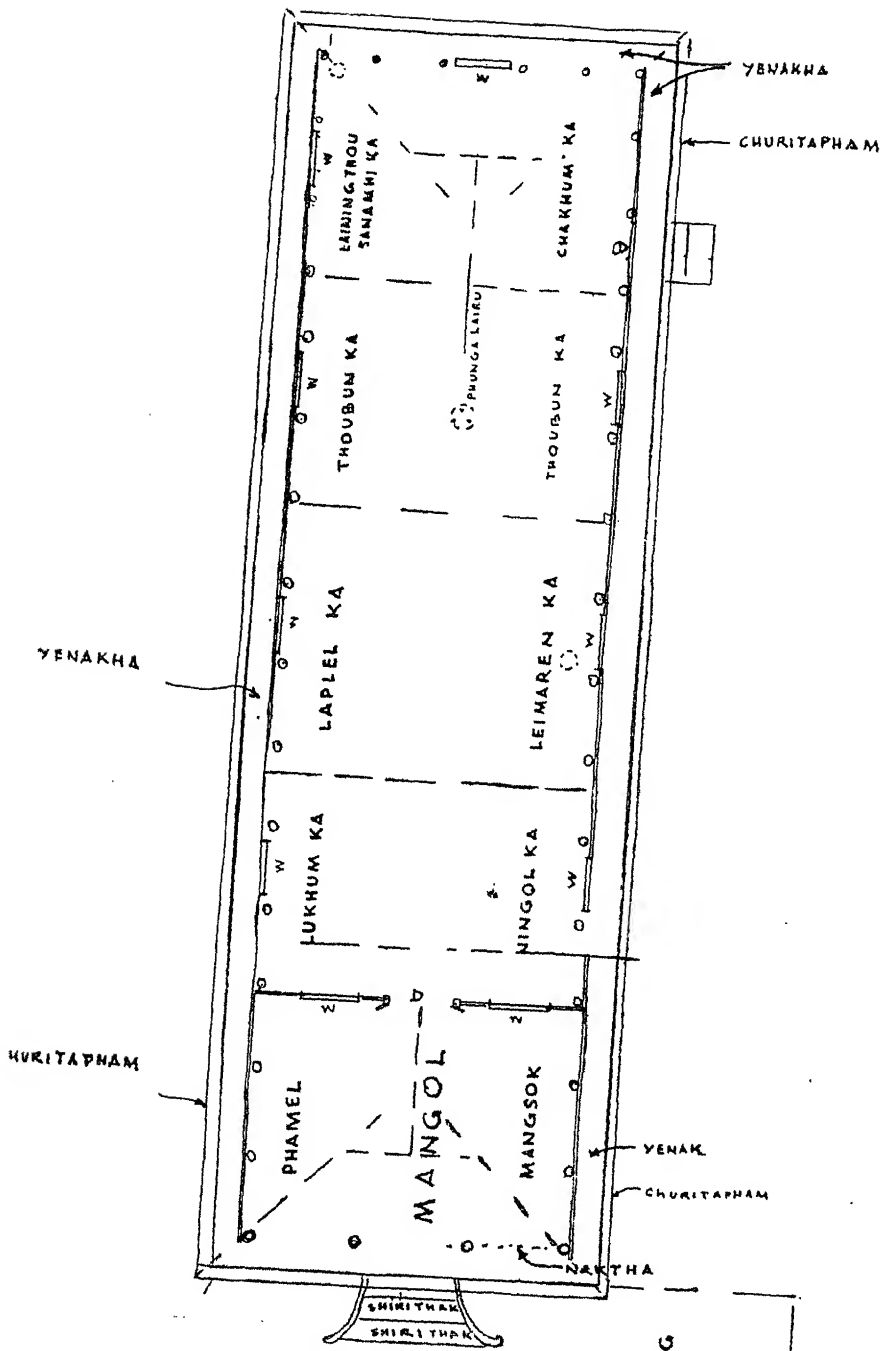 YENAKHA
CHURITAPHAM
W
W
LAININGTHOU
SANAMHI KA
CHAKHUM KA
PHUNGA LAIRU
THOUBUN KA
THOUBUN KA
W
W
YENAKHA
LAPLEL KA
LEIMAREN KA
W
W
LUKHUM KA
NINGOL KA
W
W
W
D
W
HURITAPHAM
PHAMEL
MANGOL
MANGSOK
YENAK
CHURITAPHAM
NAKTHA
SHIRITHAK
SHIRITHAK
G